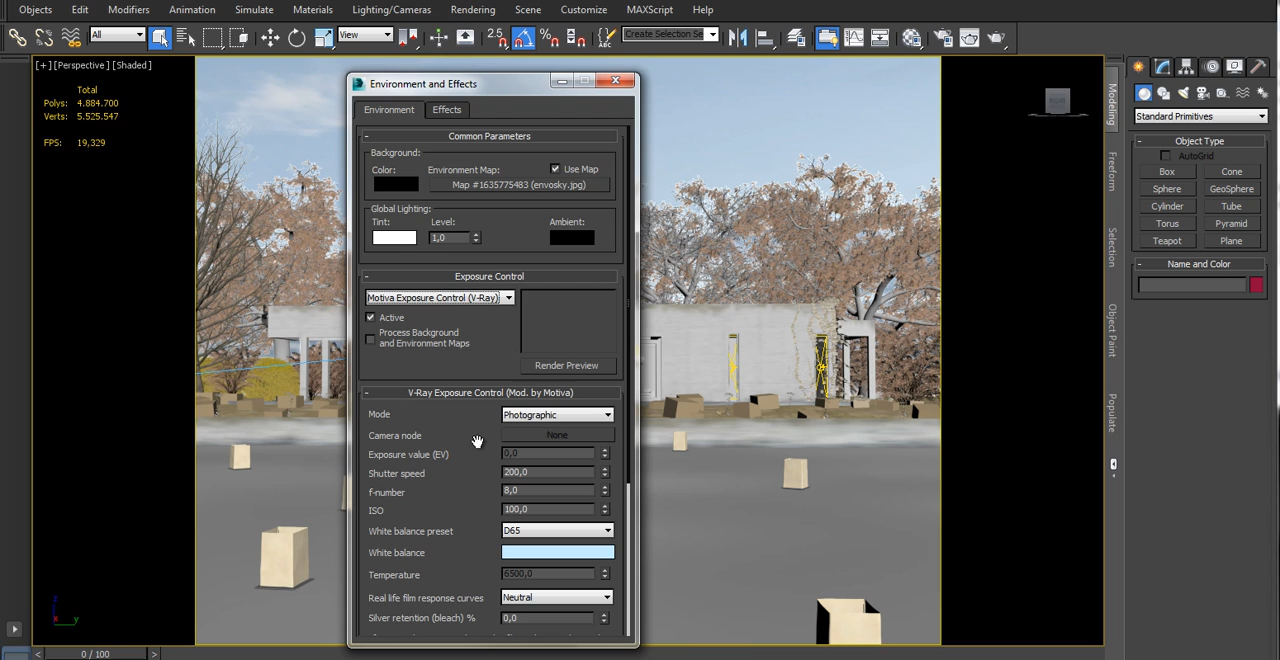 Objects Edit Modifiers Animation Simulate Materials Lighting/Cameras Rendering Scene Customize MAXScript Help
All
View
2.5
%
ABC
Create Selection Se
[+] [Perspective] [Shaded]
Total
Polys: 4.884.700
Verts: 5.525.547
FPS: 19,329
Environment and Effects
Environment Effects
- Common Parameters
Background:
Color: Environment Map: Use Map
Map #1635775483 (envosky.jpg)
Global Lighting:
Tint: Level: Ambient:
1,0
- Exposure Control
Motiva Exposure Control (V-Ray)
Active
Process Background
and Environment Maps
Render Preview
- V-Ray Exposure Control (Mod. by Motiva)
Mode Photographic
Camera node None
Exposure value (EV) 0,0
Shutter speed 200,0
f-number 8,0
ISO 100,0
White balance preset D65
White balance
Temperature 6500,0
Real life film response curves Neutral
Silver retention (bleach) % 0,0
Modeling
Freeform
Selection
Object Paint
Populate
Standard Primitives
- Object Type
AutoGrid
Box Cone
Sphere GeoSphere
Cylinder Tube
Torus Pyramid
Teapot Plane
- Name and Color
z
x y
< 0 / 100 >